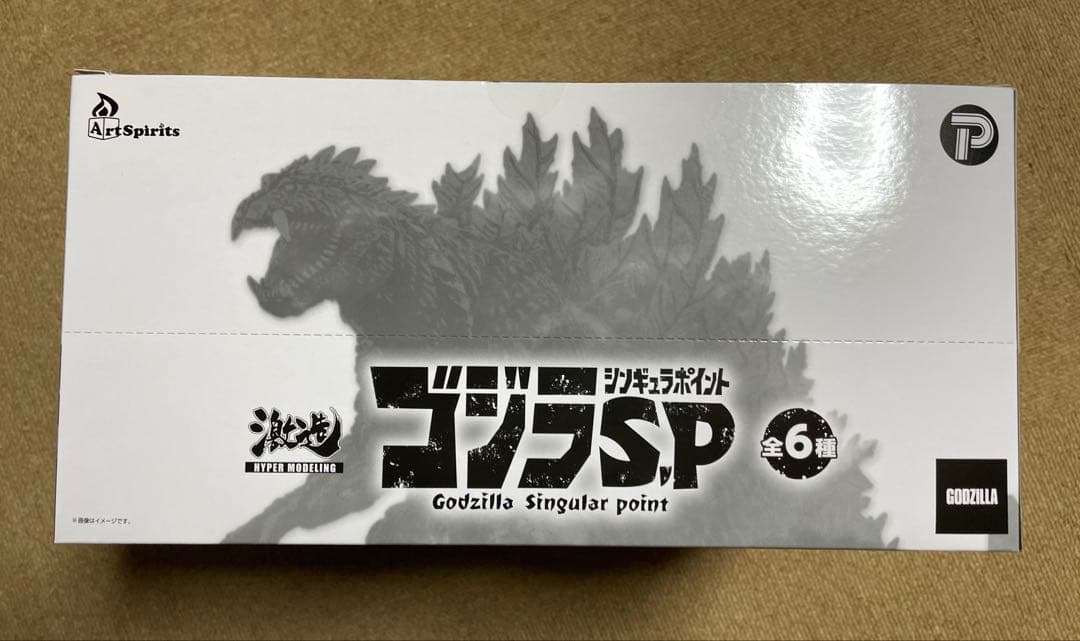 ArtSpirits
P
シンギュラポイント
ゴジラS.P
Godzilla Singular point
激造
HYPER MODELING
全6種
GODZILLA
※画像はイメージです。